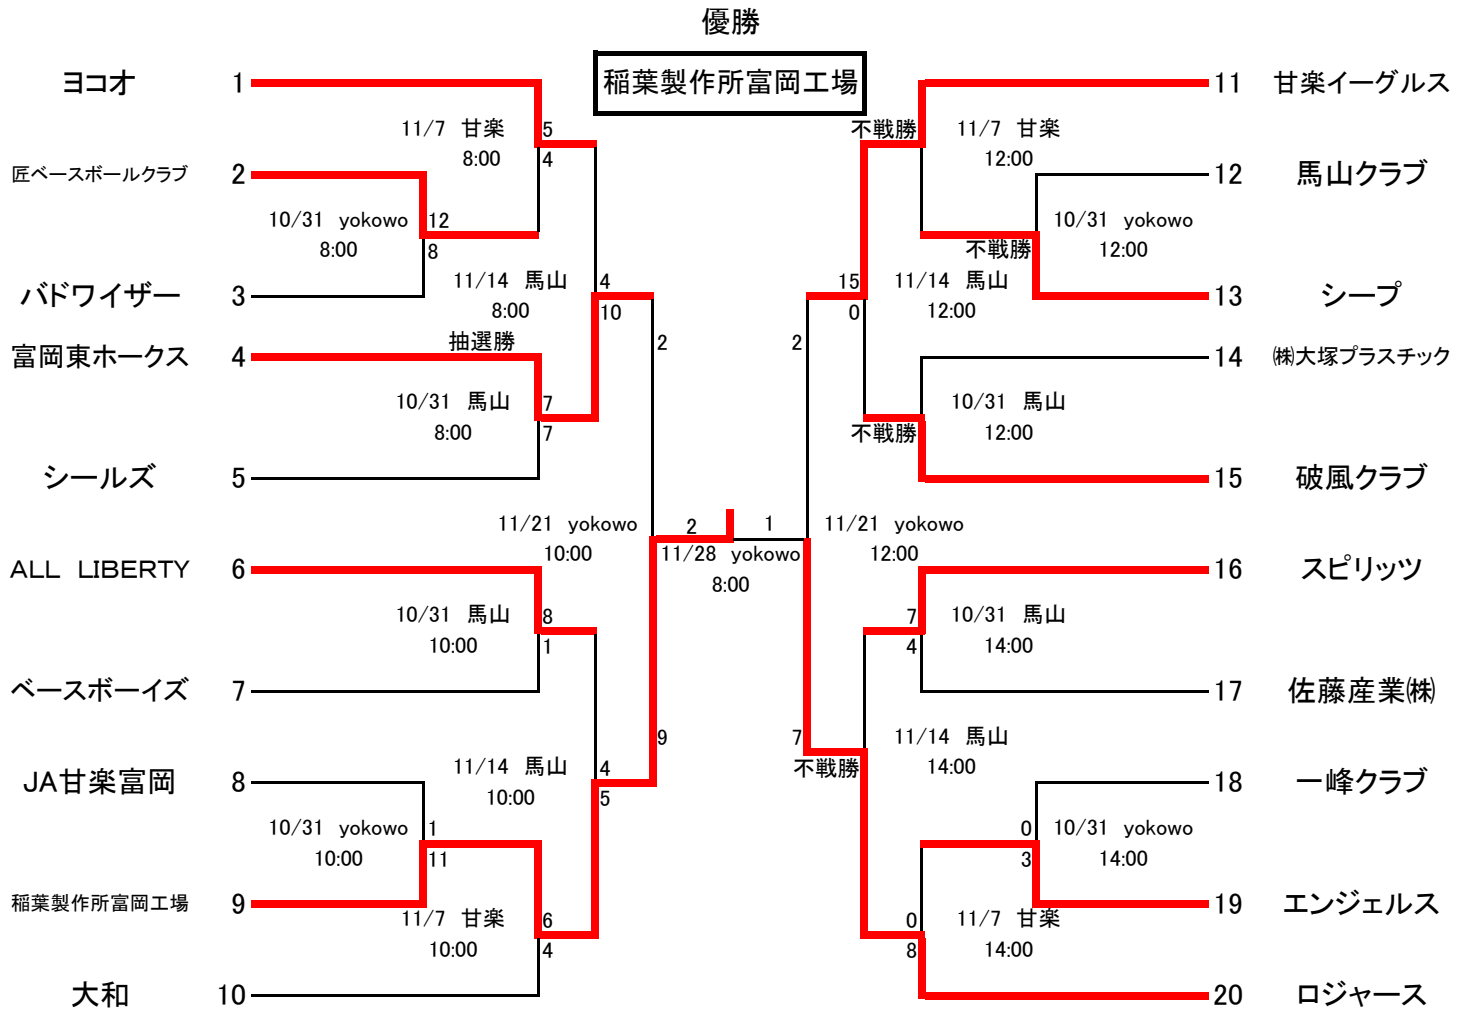 優勝
稲葉製作所富岡工場
ヨコオ 1
11/7 甘楽 5
8:00 4
匠ベースボールクラブ 2
10/31 yokowo 12
8:00 8
バドワイザー 3
11/14 馬山 4
8:00 10
富岡東ホークス 4 抽選勝
10/31 馬山 7
8:00 7
シールズ 5
2
11/21 yokowo
10:00
ALL LIBERTY 6
10/31 馬山 8
10:00 1
ベースボーイズ 7
9
11/14 馬山 4
10:00 5
JA甘楽富岡 8
10/31 yokowo 1
10:00 11
稲葉製作所富岡工場 9
11/7 甘楽 6
10:00 4
大和 10
2 1
11/28 yokowo
8:00
11 甘楽イーグルス
不戦勝 11/7 甘楽
12:00
12 馬山クラブ
10/31 yokowo
不戦勝 12:00
13 シープ
15 11/14 馬山
0 12:00
2
14 ㈱大塚プラスチック
10/31 馬山
不戦勝 12:00
15 破風クラブ
11/21 yokowo
12:00
16 スピリッツ
7 10/31 馬山
4 14:00
17 佐藤産業㈱
7 11/14 馬山
不戦勝 14:00
18 一峰クラブ
0 10/31 yokowo
3 14:00
19 エンジェルス
0 11/7 甘楽
8 14:00
20 ロジャース